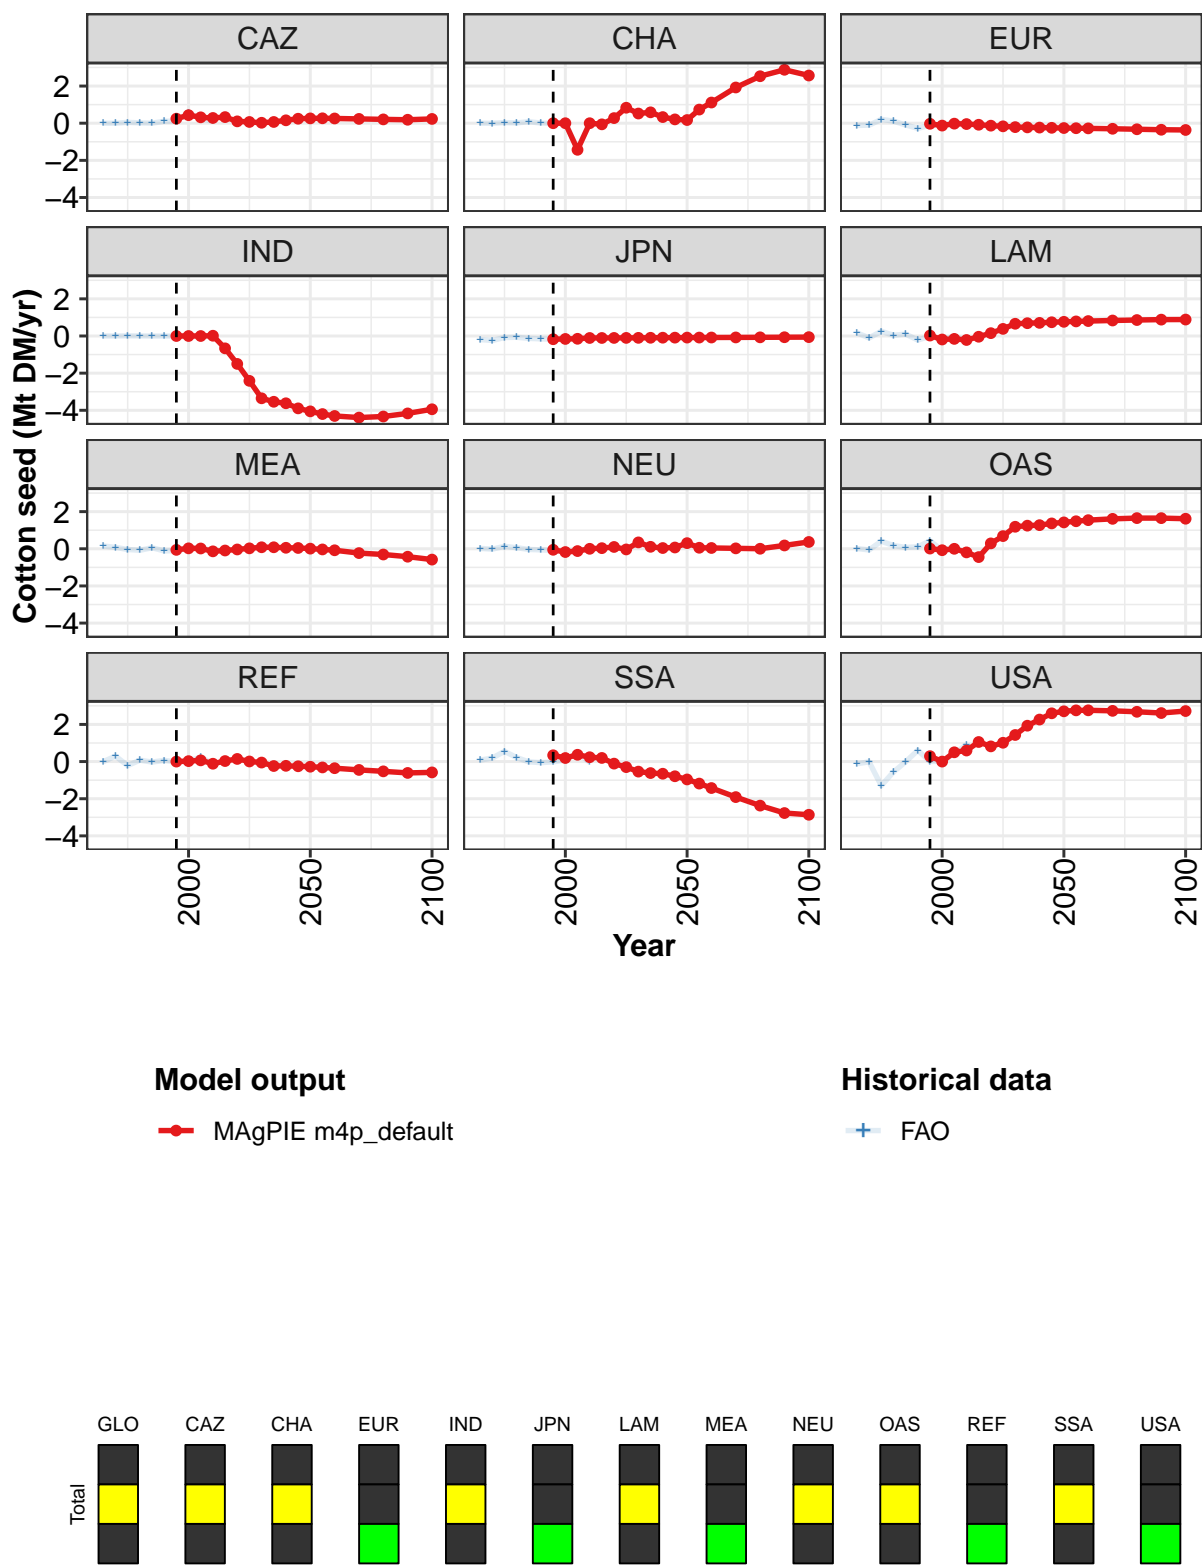 CAZ CHA EUR
2
0
−2
−4
IND JPN LAM
2
0
−2
−4
MEA NEU OAS
2
0
−2
−4
REF SSA USA
2
0
−2
−4
Cotton seed (Mt DM/yr)
2000 2050 2100 2000 2050 2100 2000 2050 2100
Year
Model output Historical data
MAgPIE m4p_default FAO
GLO CAZ CHA EUR IND JPN LAM MEA NEU OAS REF SSA USA
Total